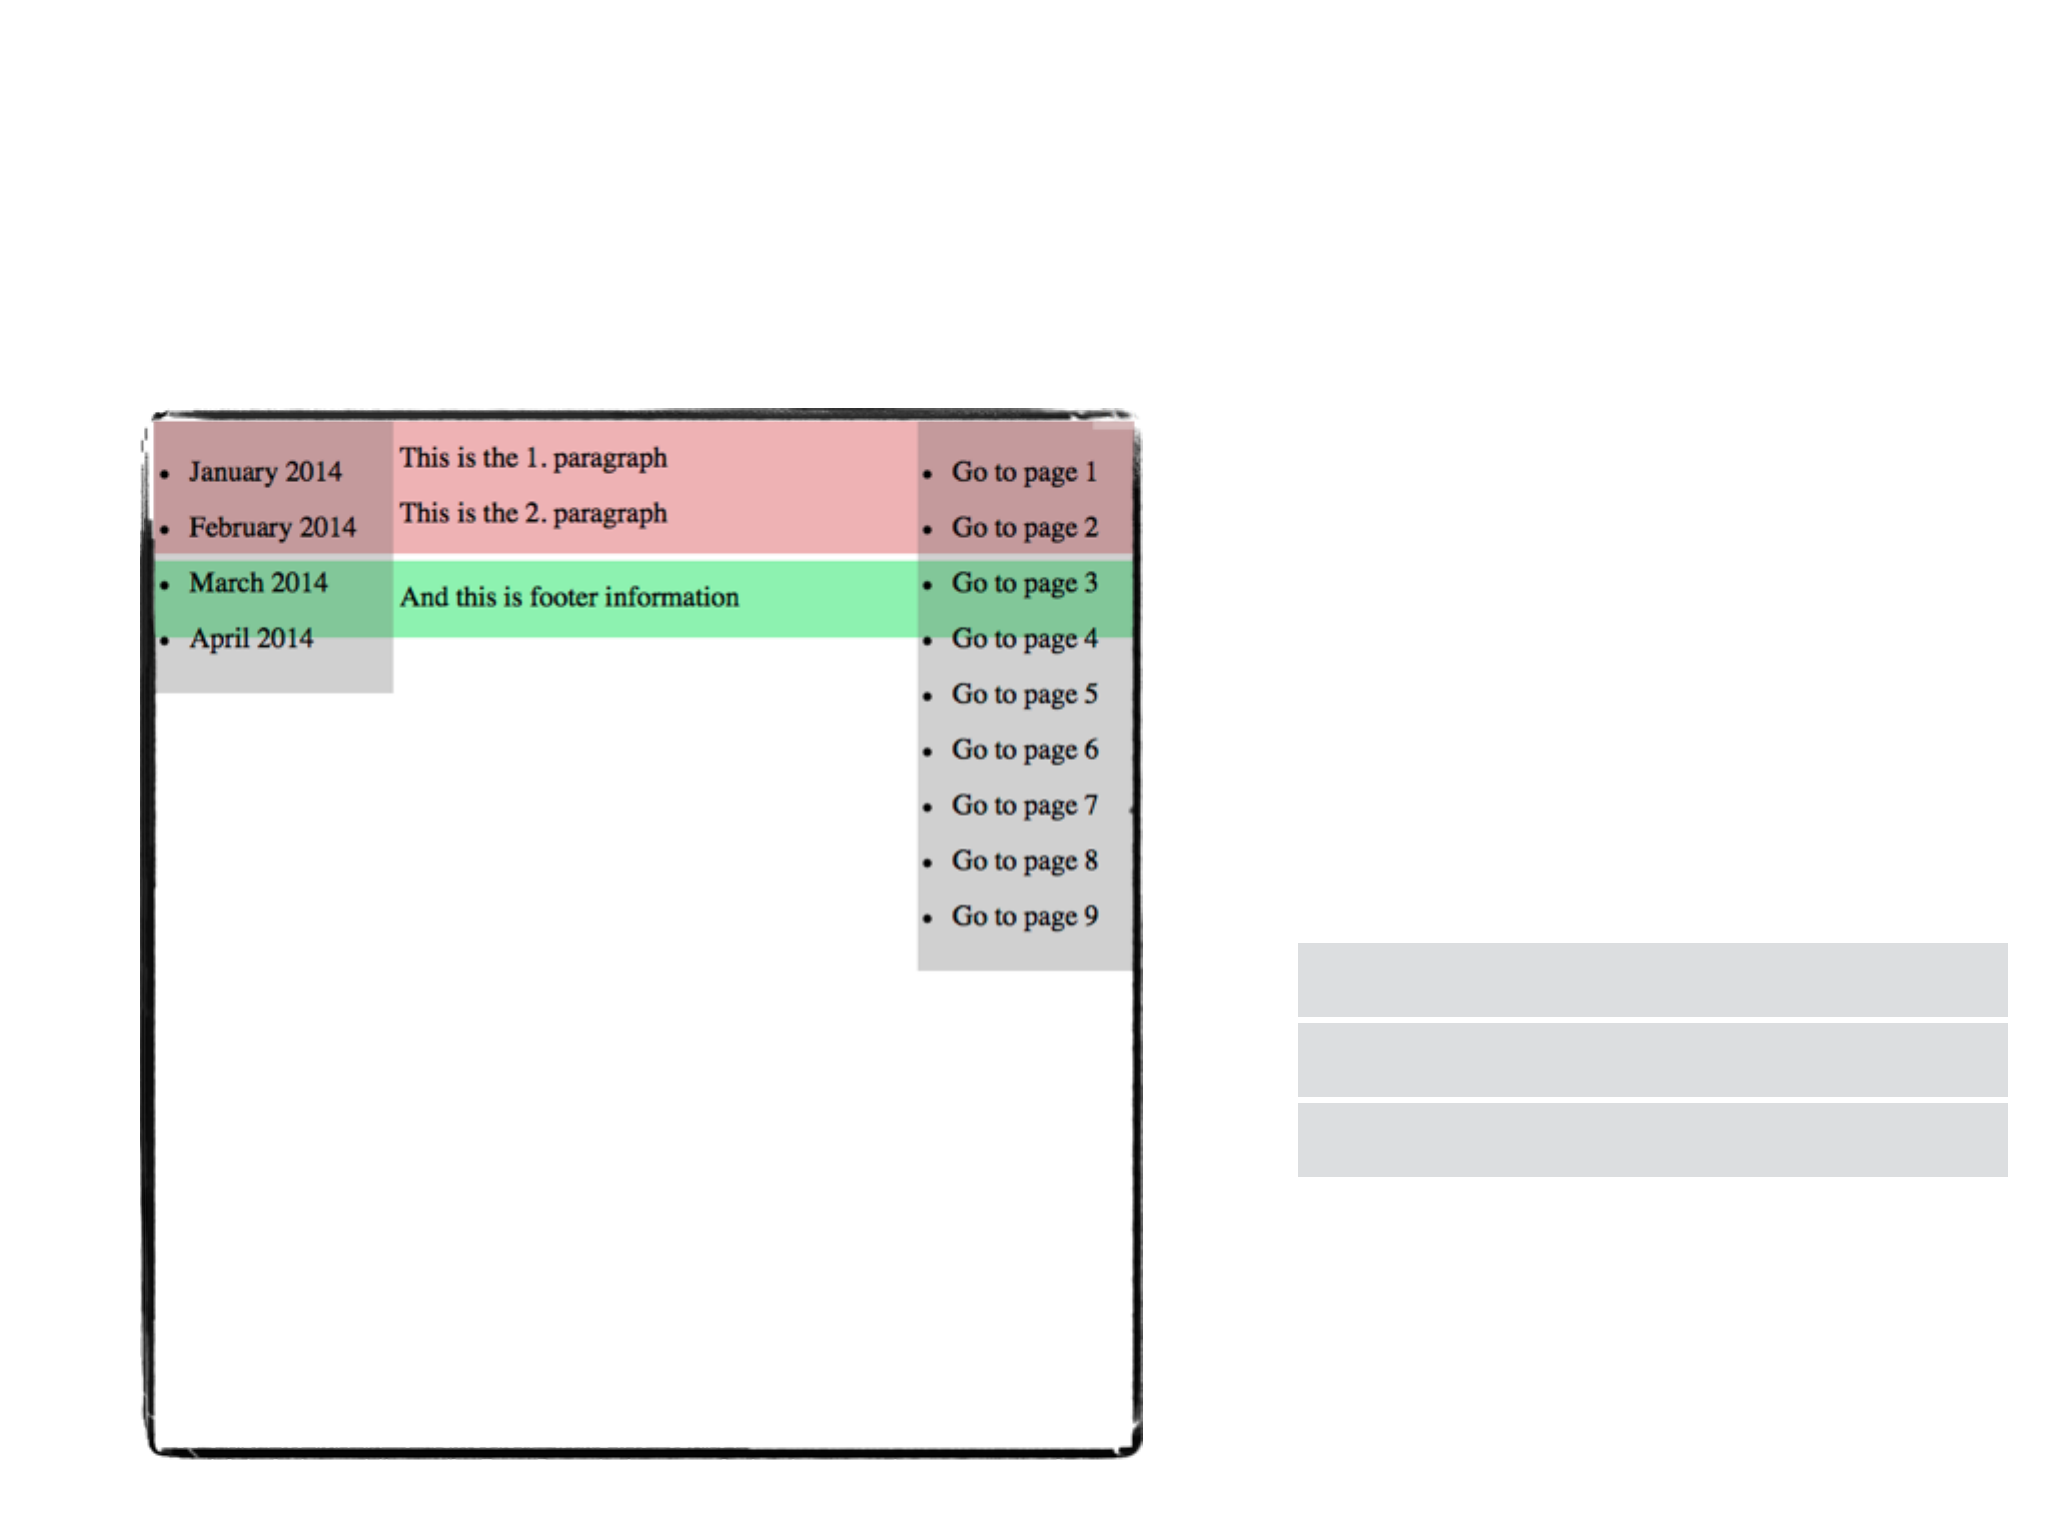 • January 2014
• February 2014
• March 2014
• April 2014
This is the 1. paragraph
This is the 2. paragraph
And this is footer information
• Go to page 1
• Go to page 2
• Go to page 3
• Go to page 4
• Go to page 5
• Go to page 6
• Go to page 7
• Go to page 8
• Go to page 9